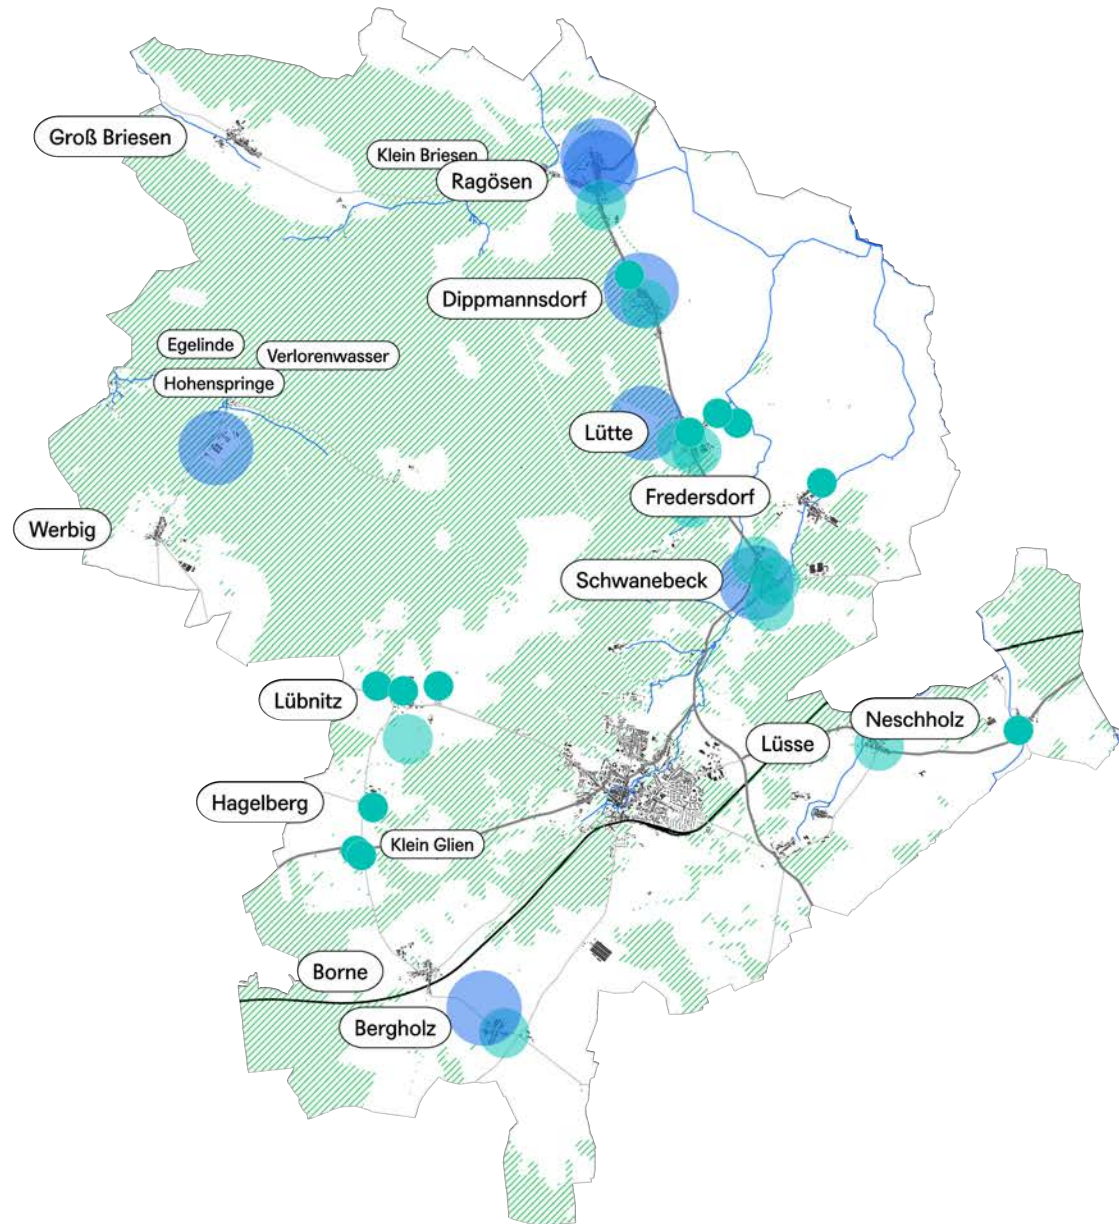 Groß Briesen
Klein Briesen
Ragösen
Dippmannsdorf
Egelinde
Verlorenwasser
Hohenspringe
Lütte
Fredersdorf
Werbig
Schwanebeck
Lübnitz
Neschholz
Lüsse
Hagelberg
Klein Glien
Borne
Bergholz